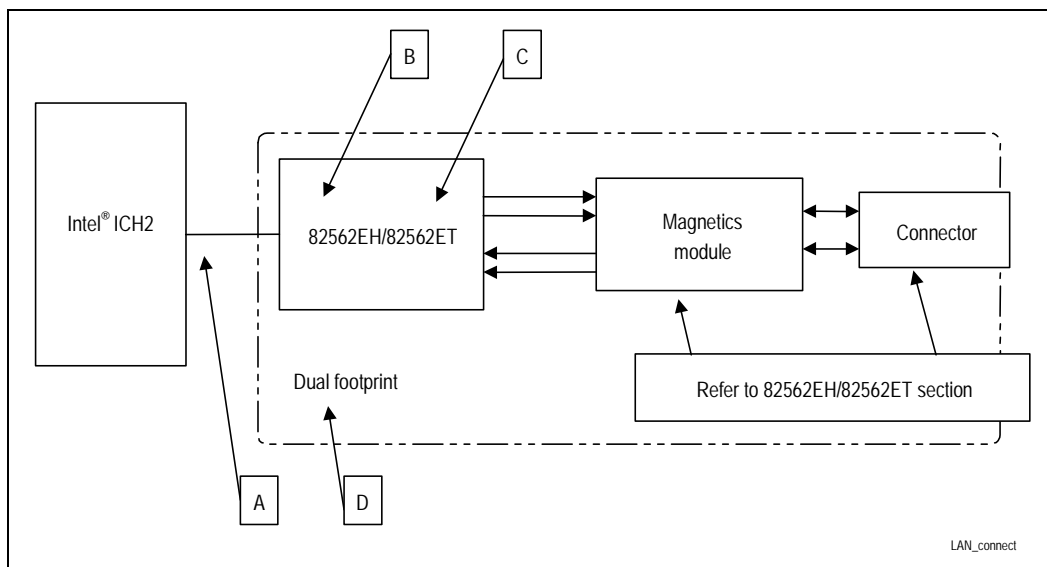 B
C
Intel® ICH2
82562EH/82562ET
Magnetics
module
Connector
Dual footprint
Refer to 82562EH/82562ET section
A
D
LAN_connect